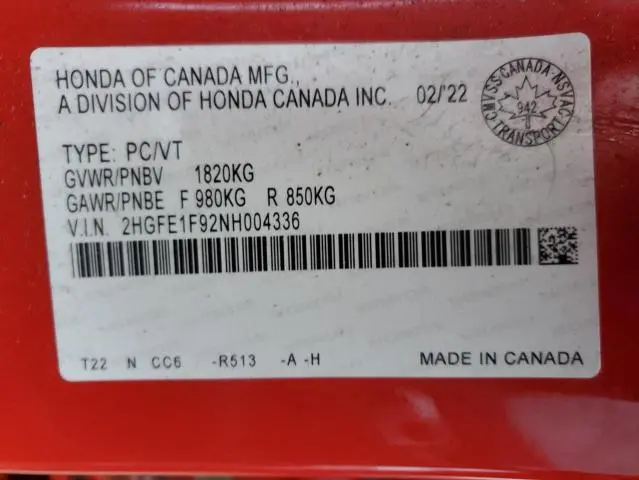 HONDA OF CANADA MFG.,
A DIVISION OF HONDA CANADA INC. 02/'22
CMVSS·CANADA·NSVAC
942
TRANSPORT
TYPE: PC/VT
GVWR/PNBV 1820KG
GAWR/PNBE F 980KG R 850KG
V.I.N. 2HGFE1F92NH004336
T22 N CC6 -R513 -A -H MADE IN CANADA